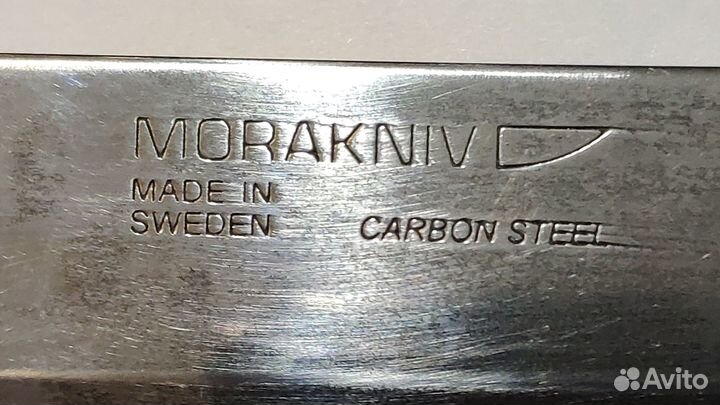 MORAKNIV
MADE IN
SWEDEN
CARBON STEEL
Avito